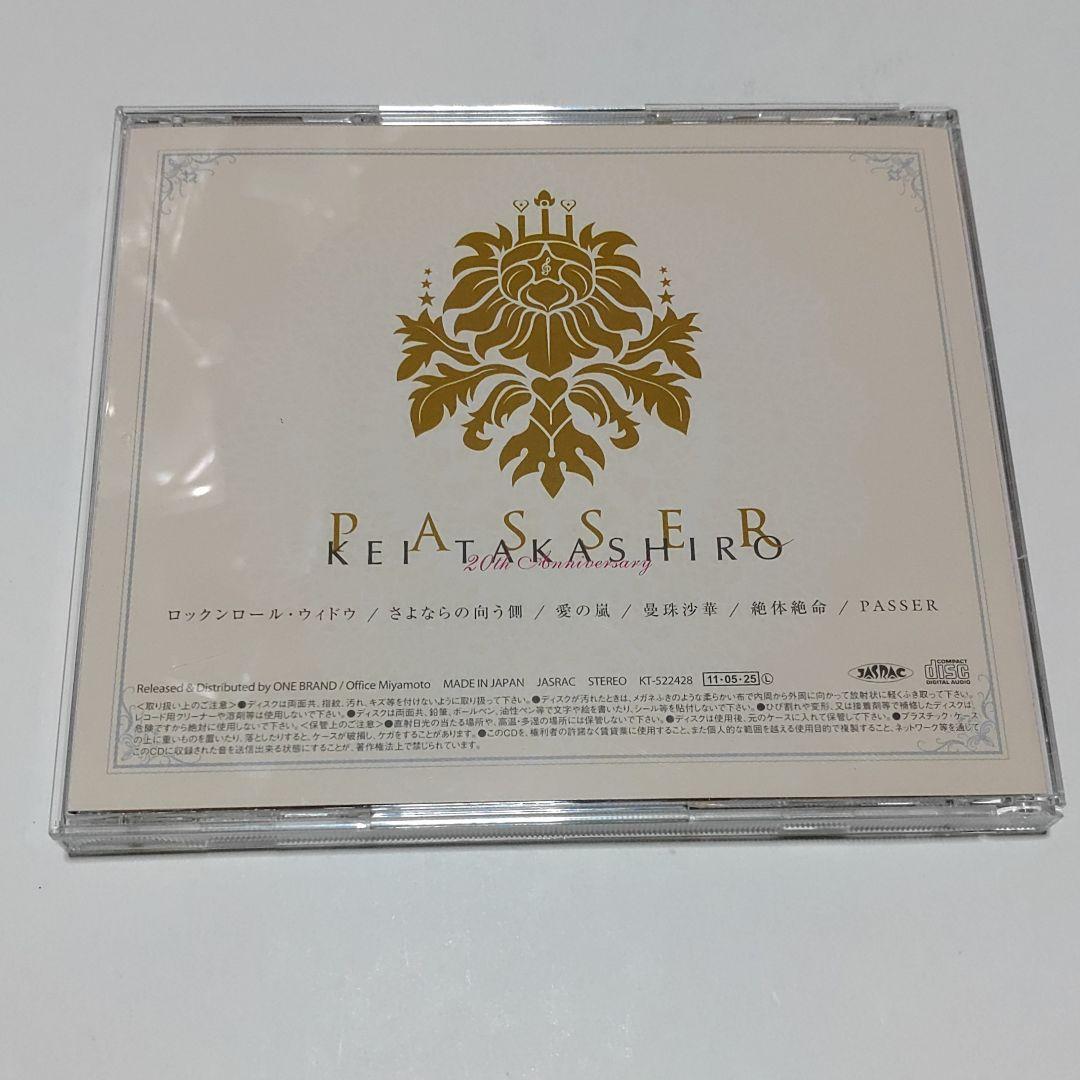 PASSER
KEI TAKASHIRO
20th Anniversary
ロックンロール・ウィドウ / さよならの向う側 / 愛の嵐 / 曼珠沙華 / 絶体絶命 / PASSER
Released & Distributed by ONE BRAND / Office Miyamoto MADE IN JAPAN JASRAC STEREO KT-522428 11・05・25 Ⓛ JASRAC COMPACT disc DIGITAL AUDIO
<取り扱い上のご注意>●ディスクは両面共、指紋、汚れ、キズ等を付けないように取り扱って下さい。●ディスクが汚れたときは、メガネふきのような柔らかい布で内周から外周に向かって放射状に軽くふき取って下さい。
レコード用クリーナーや溶剤等は使用しないで下さい。●ディスクは両面共、鉛筆、ボールペン、油性ペン等で文字や絵を書いたり、シール等を貼付しないで下さい。●ひび割れや変形、又は接着剤等で補修したディスクは、
危険ですから絶対に使用しないで下さい。<保管上のご注意>●直射日光の当たる場所や、高温・多湿の場所には保管しないで下さい。●ディスクは使用後、元のケースに入れて保管して下さい。●プラスチック・ケース
の上に重いものを置いたり、落としたりすると、ケースが破損し、ケガをすることがあります。●このCDを、権利者の許諾なく賃貸業に使用すること、また個人的な範囲を越える使用目的で複製すること、ネットワーク等を通じて
このCDに収録された音を送信出来る状態にすることが、著作権法上で禁じられています。